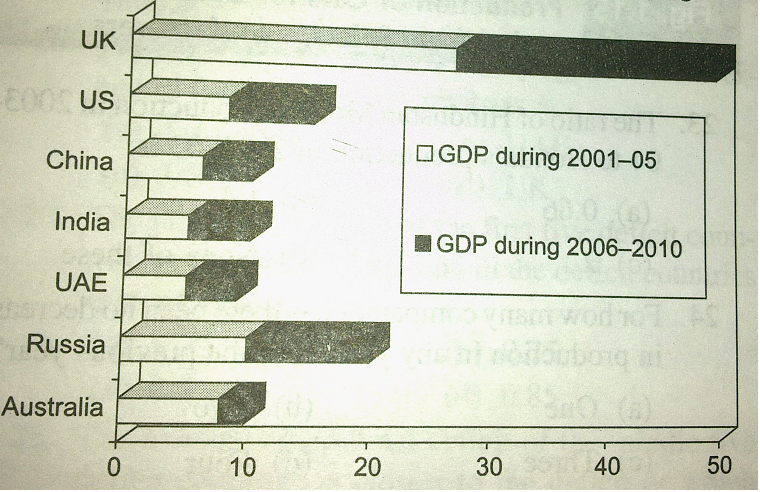 UK
US
China
India
UAE
Russia
Australia
GDP during 2001–05
GDP during 2006–2010
0 10 20 30 40 50